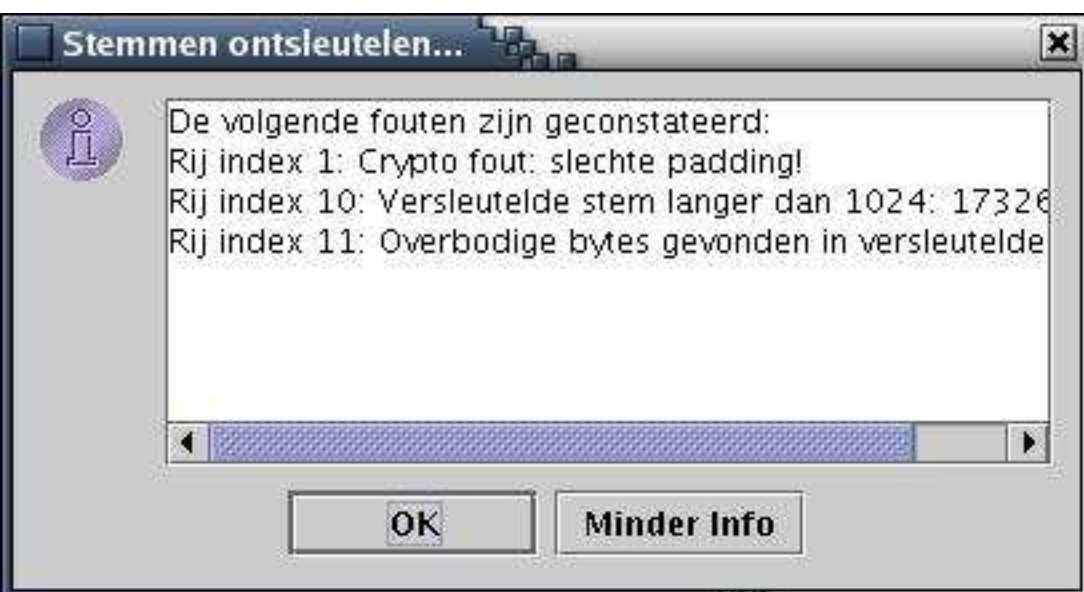 Stemmen ontsleutelen...
De volgende fouten zijn geconstateerd:
Rij index 1: Crypto fout: slechte padding!
Rij index 10: Versleutelde stem langer dan 1024: 17326
Rij index 11: Overbodige bytes gevonden in versleutelde
OK
Minder Info